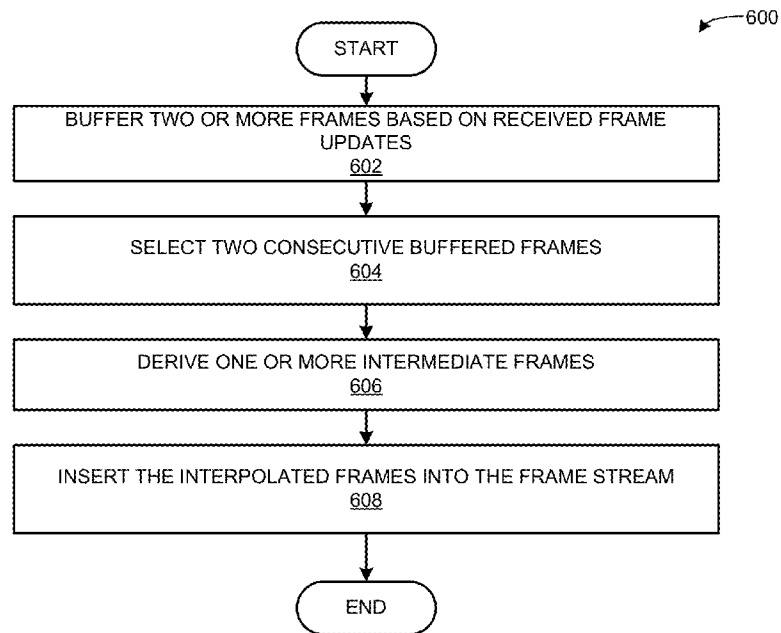 600
START
BUFFER TWO OR MORE FRAMES BASED ON RECEIVED FRAME
UPDATES
602
SELECT TWO CONSECUTIVE BUFFERED FRAMES
604
DERIVE ONE OR MORE INTERMEDIATE FRAMES
606
INSERT THE INTERPOLATED FRAMES INTO THE FRAME STREAM
608
END